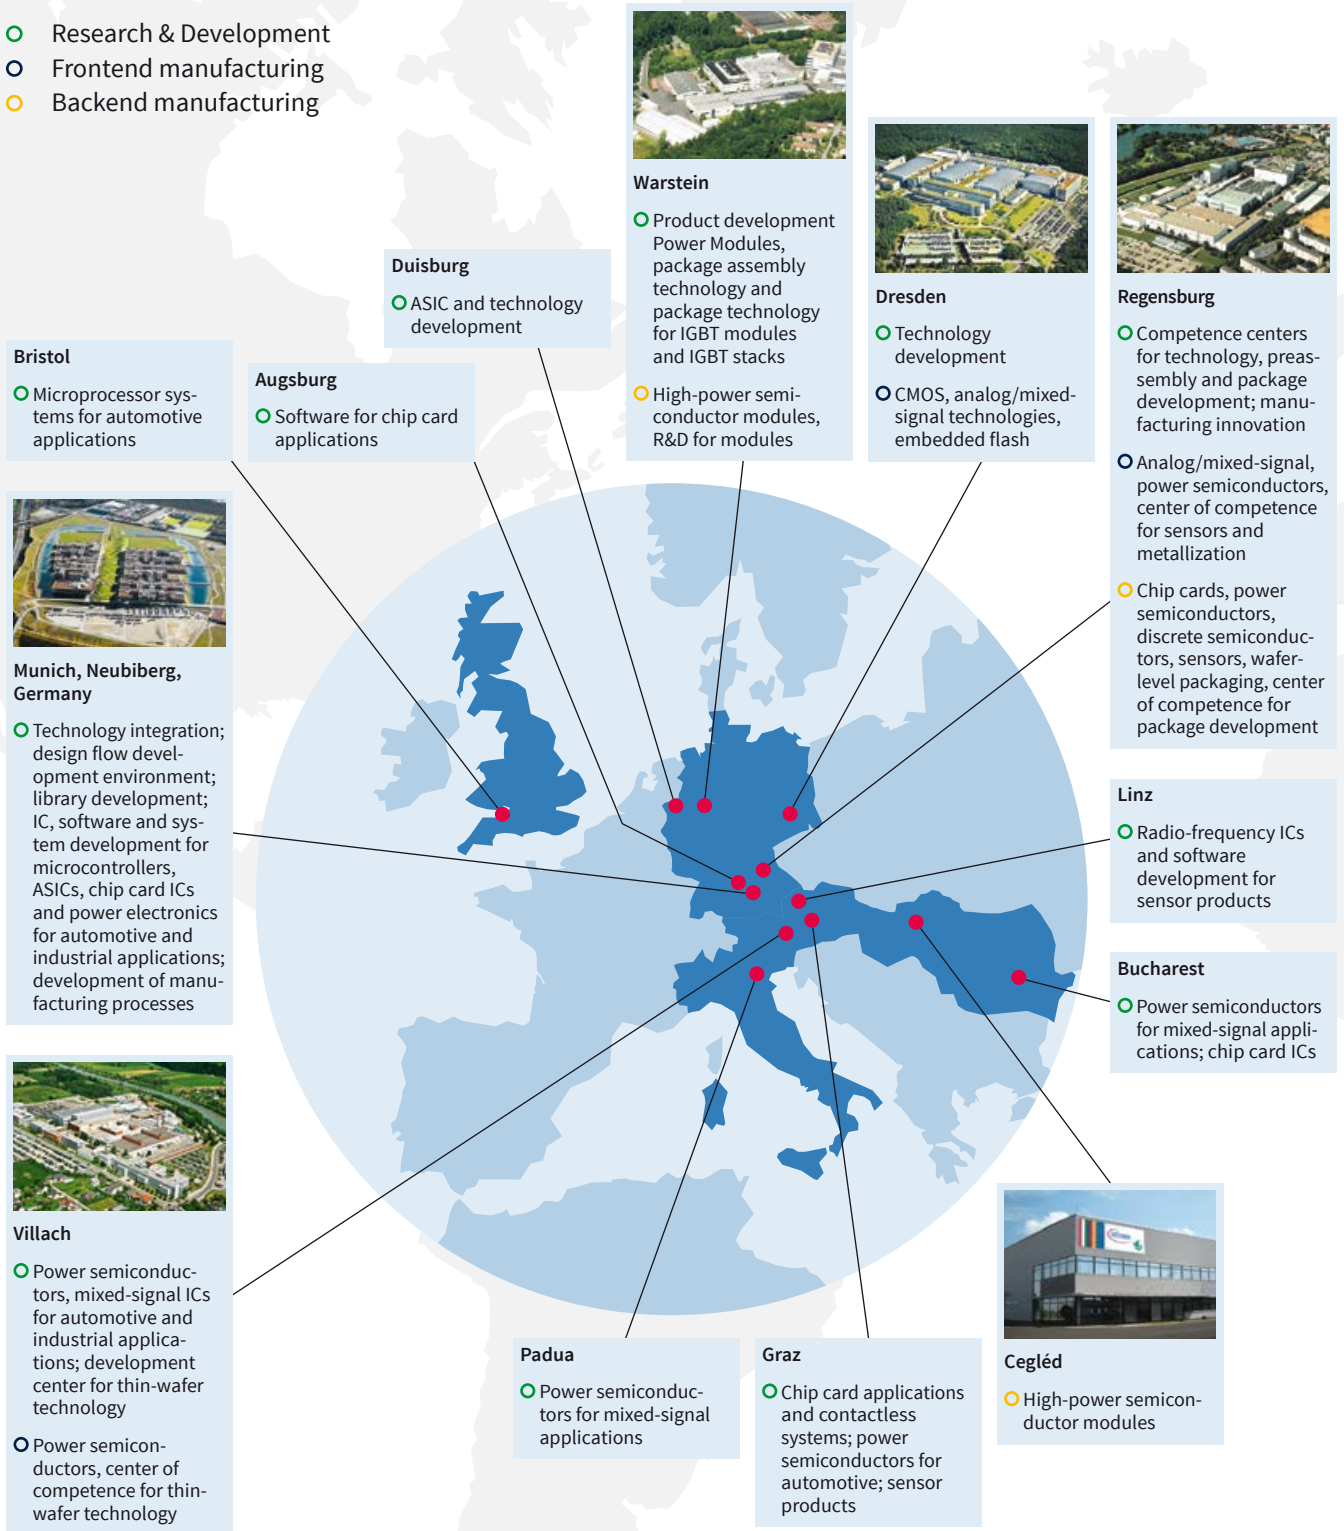 Research & Development
Frontend manufacturing
Backend manufacturing
Warstein
Product development
Power Modules,
package assembly
technology and
package technology
for IGBT modules
and IGBT stacks
High-power semi-
conductor modules,
R&D for modules
Dresden
Technology
development
CMOS, analog/mixed-
signal technologies,
embedded flash
Regensburg
Competence centers
for technology, preas-
sembly and package
development; manu-
facturing innovation
Analog/mixed-signal,
power semiconductors,
center of competence
for sensors and
metallization
Chip cards, power
semiconductors,
discrete semiconduc-
tors, sensors, wafer-
level packaging, center
of competence for
package development
Duisburg
ASIC and technology
development
Bristol
Microprocessor sys-
tems for automotive
applications
Augsburg
Software for chip card
applications
Munich, Neubiberg,
Germany
Technology integration;
design flow devel-
opment environment;
library development;
IC, software and sys-
tem development for
microcontrollers,
ASICs, chip card ICs
and power electronics
for automotive and
industrial applications;
development of manu-
facturing processes
Linz
Radio-frequency ICs
and software
development for
sensor products
Bucharest
Power semiconductors
for mixed-signal appli-
cations; chip card ICs
Villach
Power semiconduc-
tors, mixed-signal ICs
for automotive and
industrial applica-
tions; development
center for thin-wafer
technology
Power semicon-
ductors, center of
competence for thin-
wafer technology
Padua
Power semiconduc-
tors for mixed-signal
applications
Graz
Chip card applications
and contactless
systems; power
semiconductors for
automotive; sensor
products
Cegléd
High-power semicon-
ductor modules